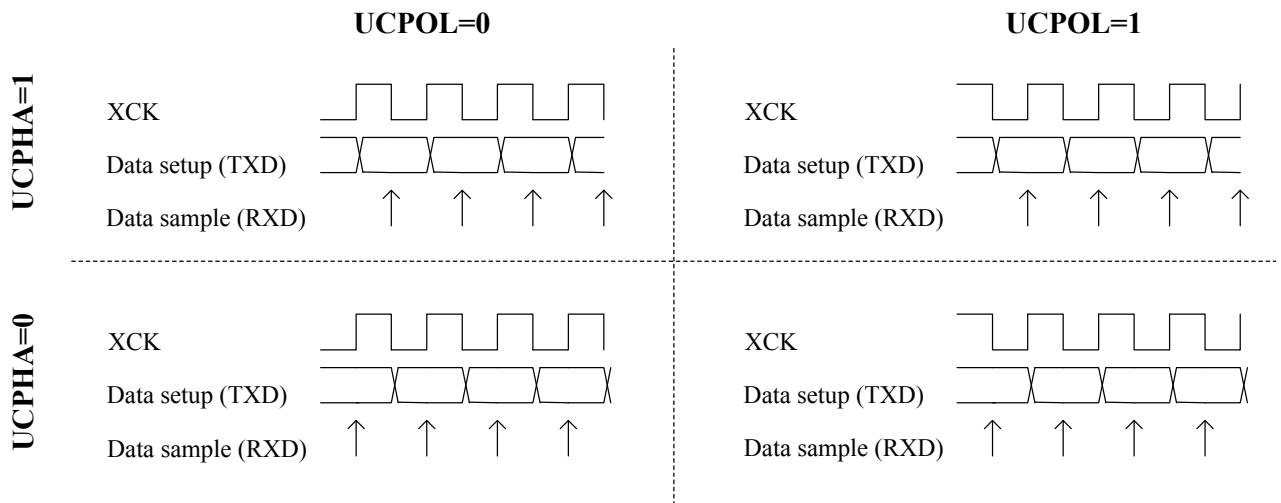 UCPOL=0
UCPOL=1
UCPHA=1
XCK
Data setup (TXD)
Data sample (RXD)
XCK
Data setup (TXD)
Data sample (RXD)
UCPHA=0
XCK
Data setup (TXD)
Data sample (RXD)
XCK
Data setup (TXD)
Data sample (RXD)